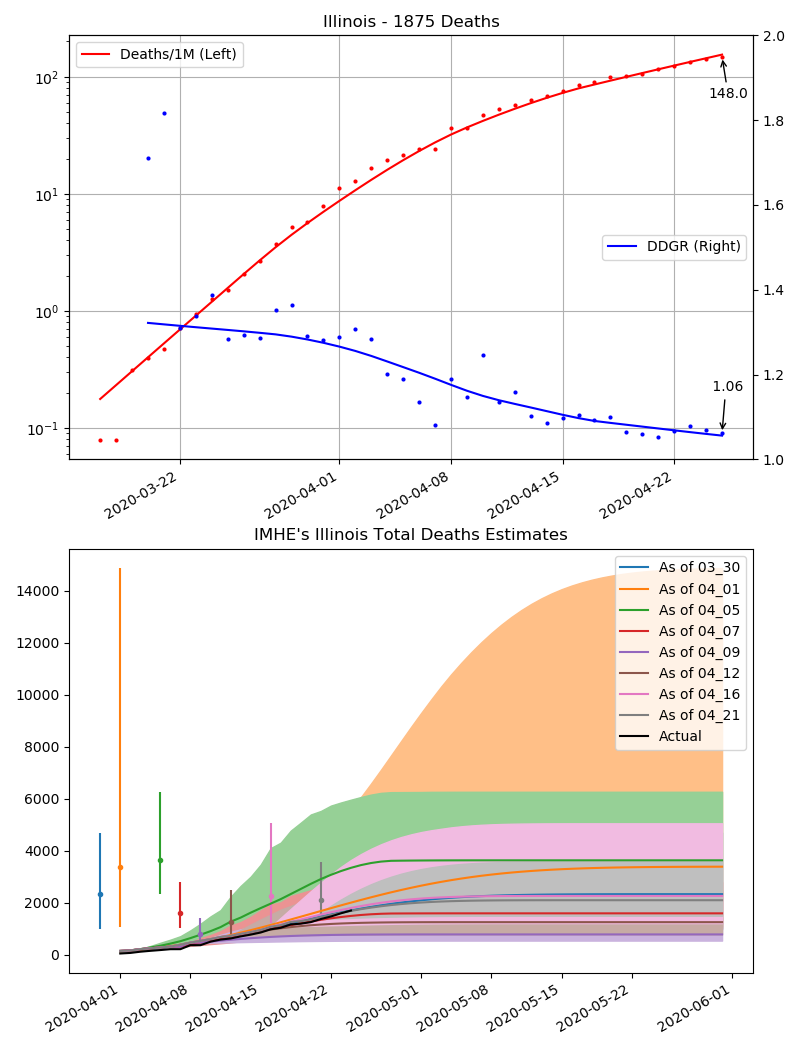 Illinois - 1875 Deaths
Deaths/1M (Left)
DDGR (Right)
148.0
1.06
10²
10¹
10⁰
10⁻¹
2.0
1.8
1.6
1.4
1.2
1.0
2020-03-22
2020-04-01
2020-04-08
2020-04-15
2020-04-22
IMHE's Illinois Total Deaths Estimates
14000
12000
10000
8000
6000
4000
2000
0
As of 03_30
As of 04_01
As of 04_05
As of 04_07
As of 04_09
As of 04_12
As of 04_16
As of 04_21
Actual
2020-04-01
2020-04-08
2020-04-15
2020-04-22
2020-05-01
2020-05-08
2020-05-15
2020-05-22
2020-06-01